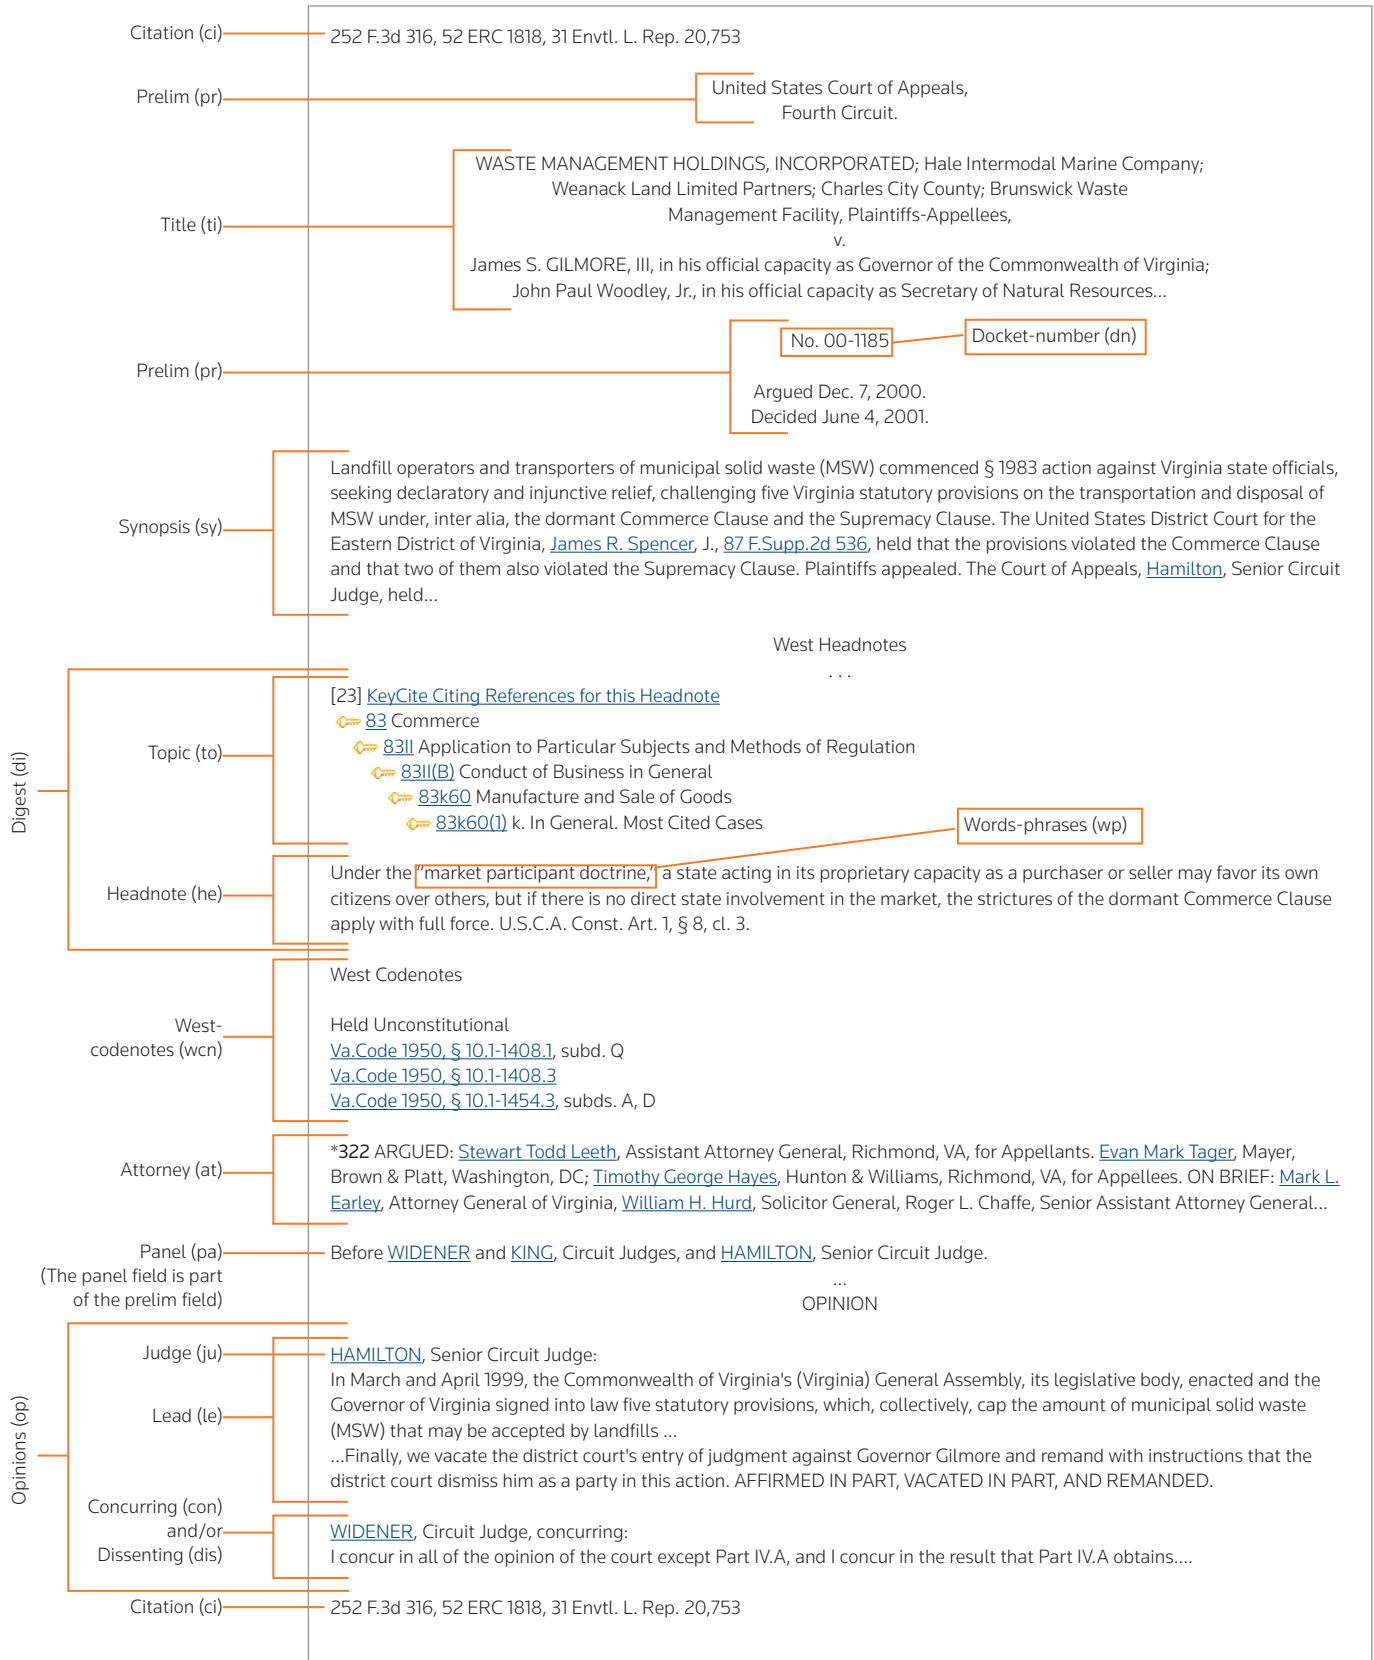 Citation (ci)
252 F.3d 316, 52 ERC 1818, 31 Envtl. L. Rep. 20,753
Prelim (pr)
United States Court of Appeals,
Fourth Circuit.
Title (ti)
WASTE MANAGEMENT HOLDINGS, INCORPORATED; Hale Intermodal Marine Company;
Weanack Land Limited Partners; Charles City County; Brunswick Waste
Management Facility, Plaintiffs-Appellees,
v.
James S. GILMORE, III, in his official capacity as Governor of the Commonwealth of Virginia;
John Paul Woodley, Jr., in his official capacity as Secretary of Natural Resources...
Prelim (pr)
No. 00-1185
Docket-number (dn)
Argued Dec. 7, 2000.
Decided June 4, 2001.
Synopsis (sy)
Landfill operators and transporters of municipal solid waste (MSW) commenced § 1983 action against Virginia state officials,
seeking declaratory and injunctive relief, challenging five Virginia statutory provisions on the transportation and disposal of
MSW under, inter alia, the dormant Commerce Clause and the Supremacy Clause. The United States District Court for the
Eastern District of Virginia, James R. Spencer, J., 87 F.Supp.2d 536, held that the provisions violated the Commerce Clause
and that two of them also violated the Supremacy Clause. Plaintiffs appealed. The Court of Appeals, Hamilton, Senior Circuit
Judge, held...
West Headnotes
. . .
Digest (di)
Topic (to)
[23] KeyCite Citing References for this Headnote
83 Commerce
83II Application to Particular Subjects and Methods of Regulation
83II(B) Conduct of Business in General
83k60 Manufacture and Sale of Goods
83k60(1) k. In General. Most Cited Cases
Words-phrases (wp)
Headnote (he)
Under the "market participant doctrine," a state acting in its proprietary capacity as a purchaser or seller may favor its own
citizens over others, but if there is no direct state involvement in the market, the strictures of the dormant Commerce Clause
apply with full force. U.S.C.A. Const. Art. 1, § 8, cl. 3.
West-
codenotes (wcn)
West Codenotes
Held Unconstitutional
Va.Code 1950, § 10.1-1408.1, subd. Q
Va.Code 1950, § 10.1-1408.3
Va.Code 1950, § 10.1-1454.3, subds. A, D
Attorney (at)
*322 ARGUED: Stewart Todd Leeth, Assistant Attorney General, Richmond, VA, for Appellants. Evan Mark Tager, Mayer,
Brown & Platt, Washington, DC; Timothy George Hayes, Hunton & Williams, Richmond, VA, for Appellees. ON BRIEF: Mark L.
Earley, Attorney General of Virginia, William H. Hurd, Solicitor General, Roger L. Chaffe, Senior Assistant Attorney General...
Panel (pa)
(The panel field is part
of the prelim field)
Before WIDENER and KING, Circuit Judges, and HAMILTON, Senior Circuit Judge.
...
OPINION
Opinions (op)
Judge (ju)
HAMILTON, Senior Circuit Judge:
Lead (le)
In March and April 1999, the Commonwealth of Virginia's (Virginia) General Assembly, its legislative body, enacted and the
Governor of Virginia signed into law five statutory provisions, which, collectively, cap the amount of municipal solid waste
(MSW) that may be accepted by landfills ...
...Finally, we vacate the district court's entry of judgment against Governor Gilmore and remand with instructions that the
district court dismiss him as a party in this action. AFFIRMED IN PART, VACATED IN PART, AND REMANDED.
Concurring (con)
and/or
Dissenting (dis)
WIDENER, Circuit Judge, concurring:
I concur in all of the opinion of the court except Part IV.A, and I concur in the result that Part IV.A obtains....
Citation (ci)
252 F.3d 316, 52 ERC 1818, 31 Envtl. L. Rep. 20,753